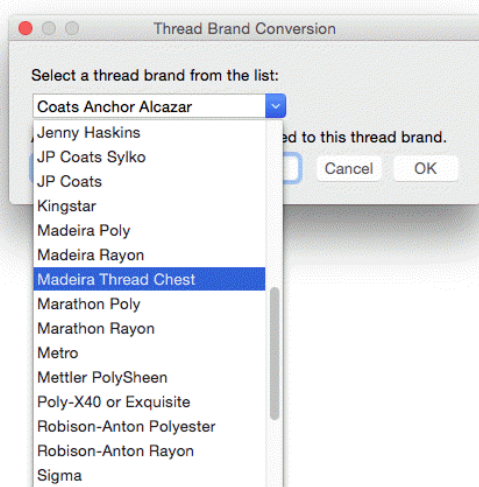 Thread Brand Conversion
Select a thread brand from the list:
Coats Anchor Alcazar
ed to this thread brand.
Cancel OK
Jenny Haskins
JP Coats Sylko
JP Coats
Kingstar
Madeira Poly
Madeira Rayon
Madeira Thread Chest
Marathon Poly
Marathon Rayon
Metro
Mettler PolySheen
Poly-X40 or Exquisite
Robison-Anton Polyester
Robison-Anton Rayon
Sigma